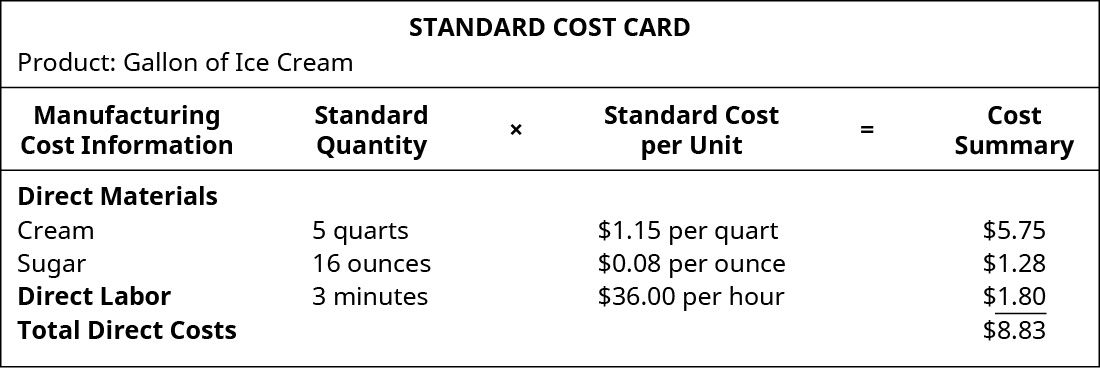 STANDARD COST CARD
Product: Gallon of Ice Cream
Manufacturing Standard Standard Cost Cost
Cost Information Quantity × per Unit = Summary
Direct Materials
Cream 5 quarts $1.15 per quart $5.75
Sugar 16 ounces $0.08 per ounce $1.28
Direct Labor 3 minutes $36.00 per hour $1.80
Total Direct Costs $8.83